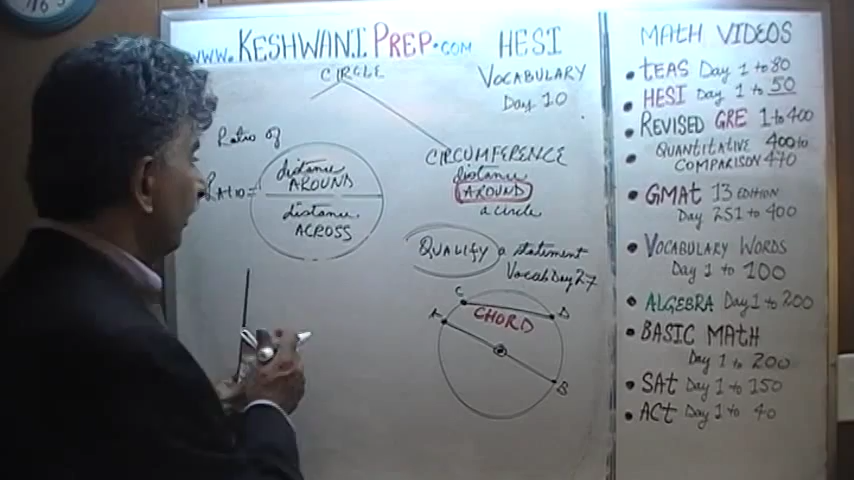 www.KESHWANIPREP.COM
HESI
VOCABULARY
Day 10
CIRCLE
Ratio of
RATIO =
distance
AROUND
distance
ACROSS
CIRCUMFERENCE
distance
AROUND
a circle
QUALIFY a statement
Vocab Day 27
C
A
CHORD
D
B
MATH VIDEOS
• TEAS Day 1 to 80
• HESI Day 1 to 50
• REVISED GRE 1 to 400
• QUANTITATIVE 400 to
COMPARISON 470
• GMAT 13 EDITION
Day 251 to 400
• VOCABULARY WORDS
Day 1 to 100
• ALGEBRA Day 1 to 200
• BASIC MATH
Day 1 to 200
• SAT Day 1 to 150
• ACT Day 1 to 40